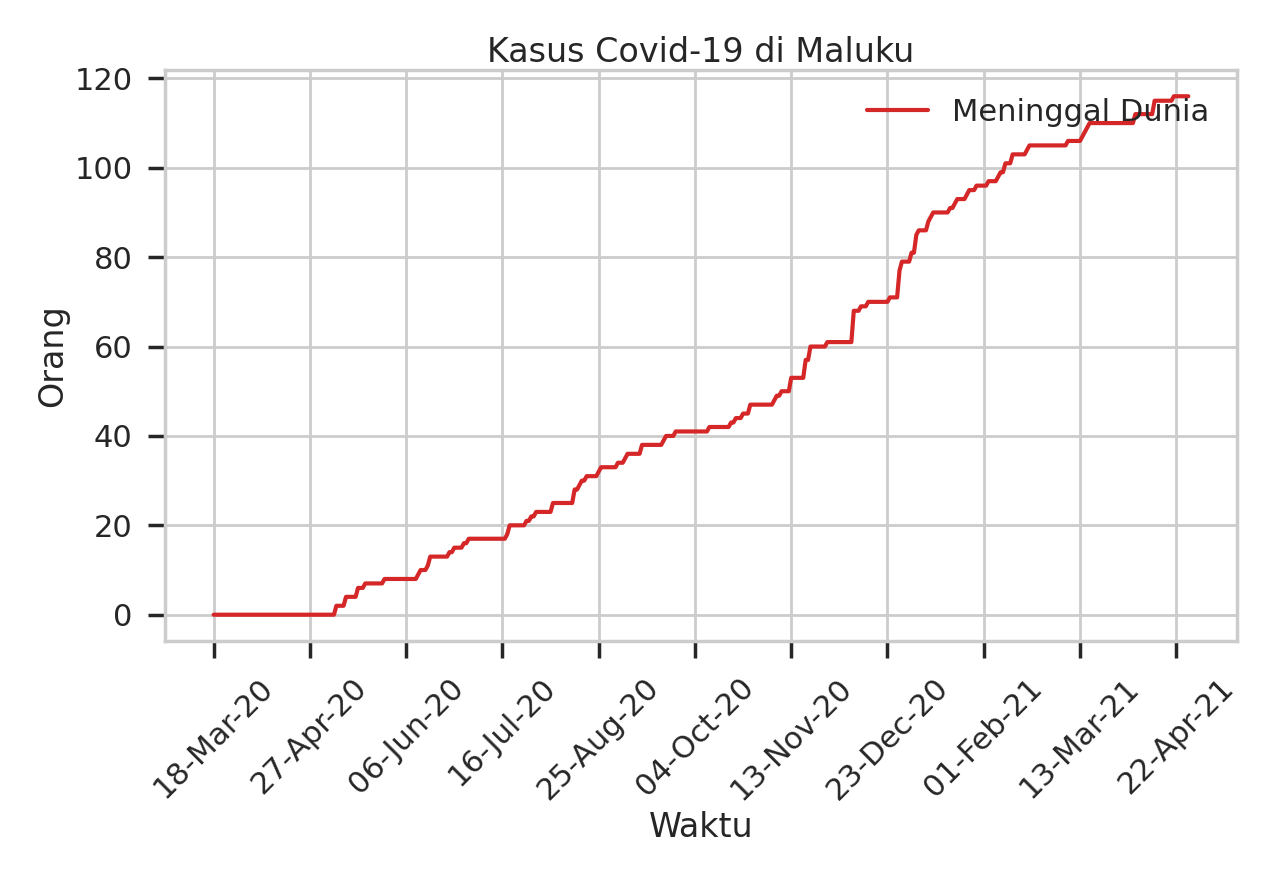 Kasus Covid-19 di Maluku
Meninggal Dunia
Orang
120
100
80
60
40
20
0
18-Mar-20
27-Apr-20
06-Jun-20
16-Jul-20
25-Aug-20
04-Oct-20
13-Nov-20
23-Dec-20
01-Feb-21
13-Mar-21
22-Apr-21
Waktu